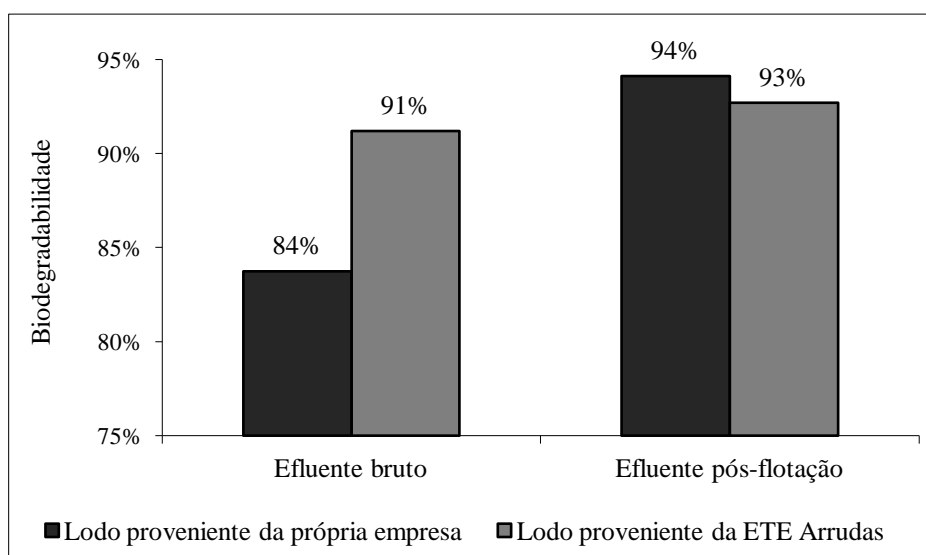 95%
90%
85%
80%
75%
Biodegradabilidade
84%
91%
94%
93%
Efluente bruto
Efluente pós-flotação
Lodo proveniente da própria empresa
Lodo proveniente da ETE Arrudas